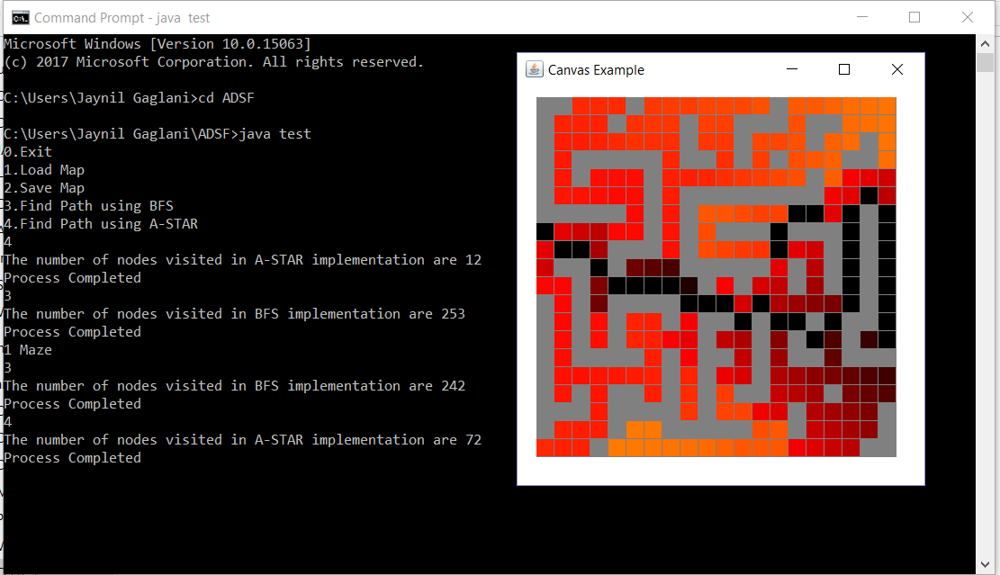 Command Prompt - java  test
Microsoft Windows [Version 10.0.15063]
(c) 2017 Microsoft Corporation. All rights reserved.
C:\Users\Jaynil Gaglani>cd ADSF
C:\Users\Jaynil Gaglani\ADSF>java test
0.Exit
1.Load Map
2.Save Map
3.Find Path using BFS
4.Find Path using A-STAR
4
The number of nodes visited in A-STAR implementation are 12
Process Completed
3
The number of nodes visited in BFS implementation are 253
Process Completed
1 Maze
3
The number of nodes visited in BFS implementation are 242
Process Completed
4
The number of nodes visited in A-STAR implementation are 72
Process Completed
Canvas Example